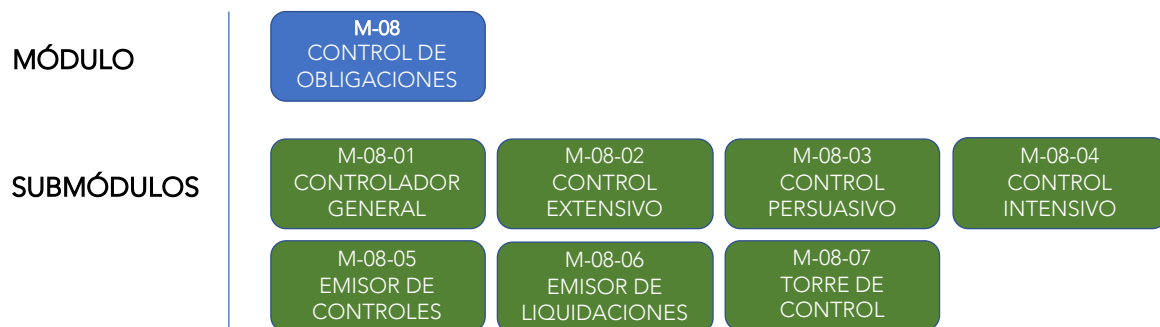 MÓDULO
M-08
CONTROL DE
OBLIGACIONES
SUBMÓDULOS
M-08-01
CONTROLADOR
GENERAL
M-08-02
CONTROL
EXTENSIVO
M-08-03
CONTROL
PERSUASIVO
M-08-04
CONTROL
INTENSIVO
M-08-05
EMISOR DE
CONTROLES
M-08-06
EMISOR DE
LIQUIDACIONES
M-08-07
TORRE DE
CONTROL